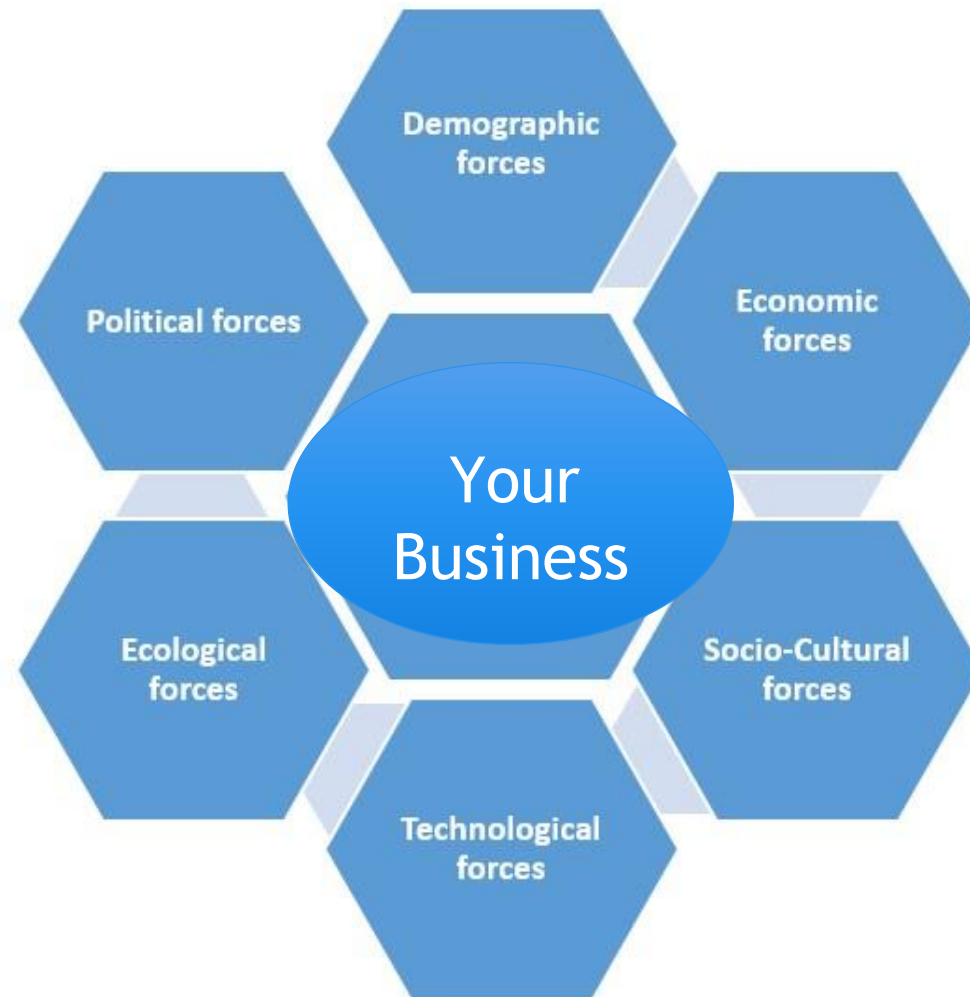 Demographic
forces
Political forces
Economic
forces
Your
Business
Ecological
forces
Socio-Cultural
forces
Technological
forces